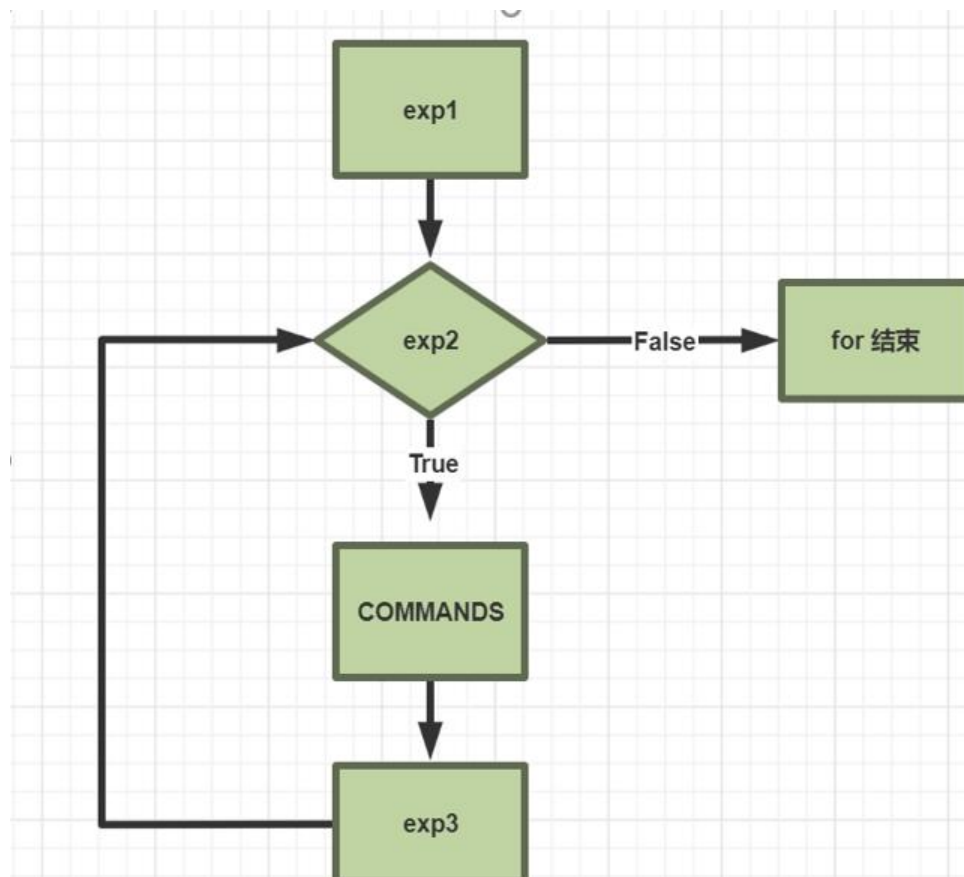 exp1
exp2
False
for 结束
True
COMMANDS
exp3